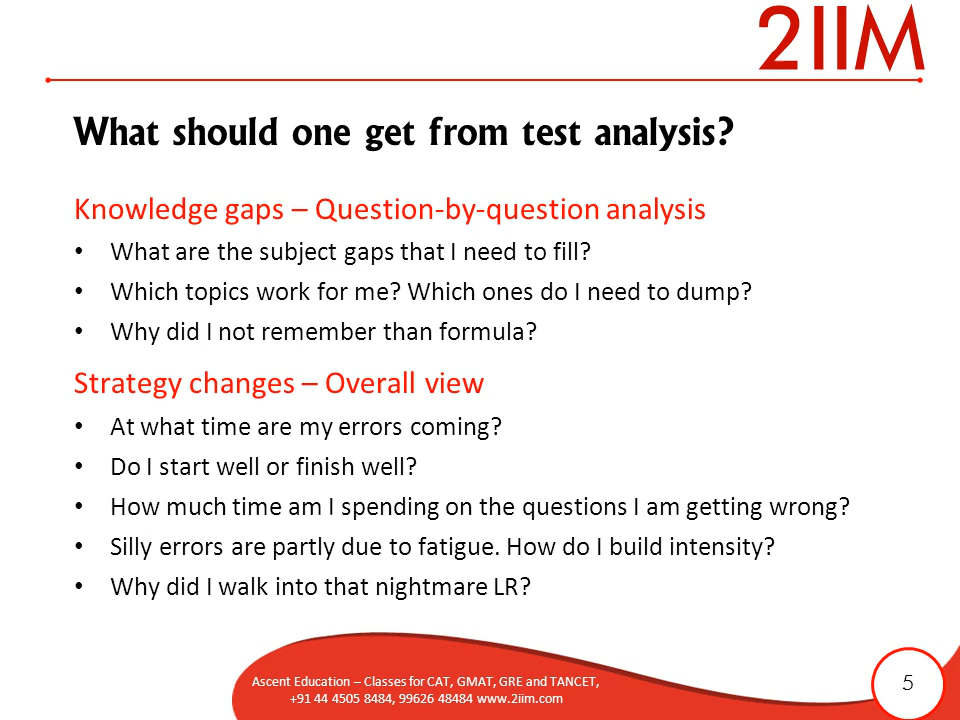 2IIM
What should one get from test analysis?
Knowledge gaps – Question-by-question analysis
• What are the subject gaps that I need to fill?
• Which topics work for me? Which ones do I need to dump?
• Why did I not remember than formula?
Strategy changes – Overall view
• At what time are my errors coming?
• Do I start well or finish well?
• How much time am I spending on the questions I am getting wrong?
• Silly errors are partly due to fatigue. How do I build intensity?
• Why did I walk into that nightmare LR?
Ascent Education – Classes for CAT, GMAT, GRE and TANCET,
+91 44 4505 8484, 99626 48484 www.2iim.com
5